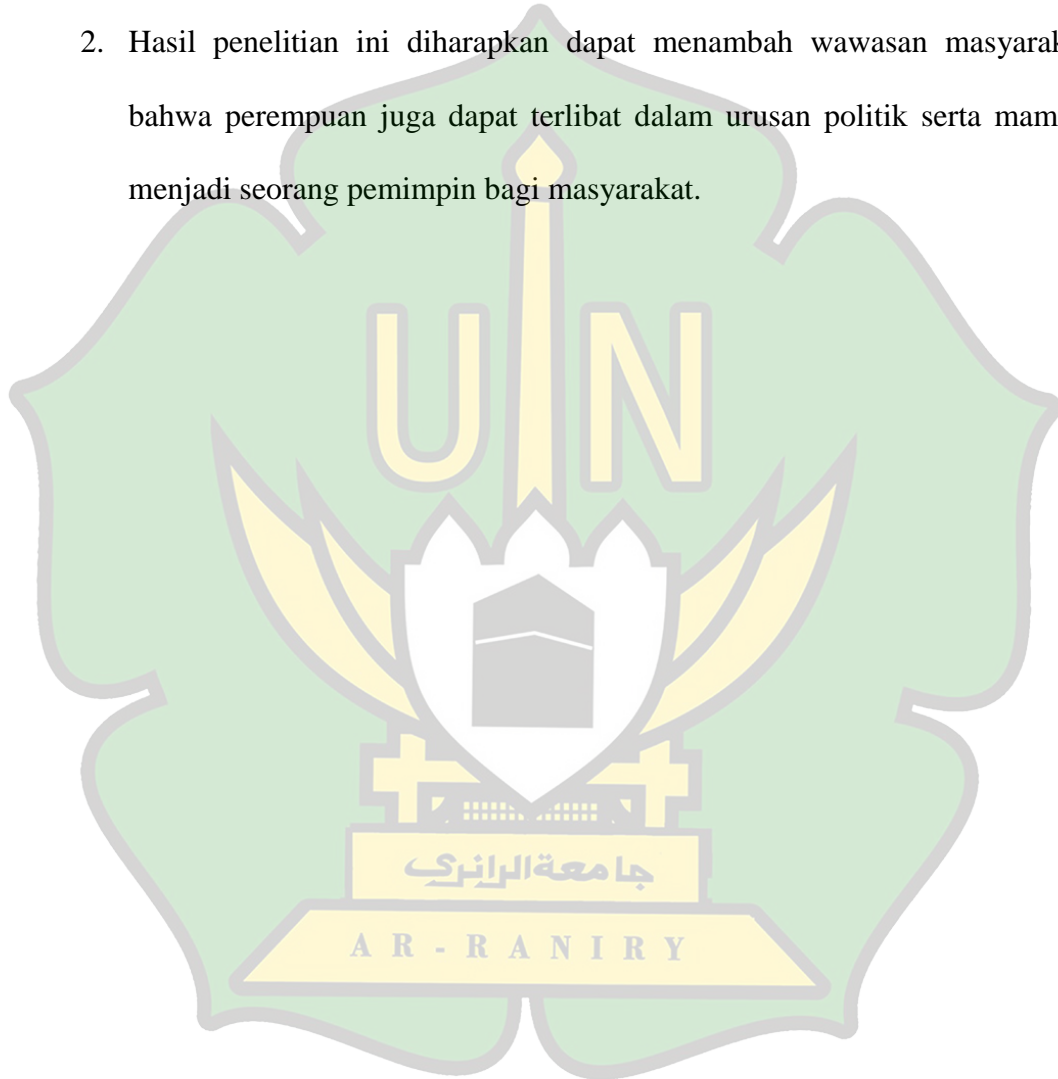 2. Hasil penelitian ini diharapkan dapat menambah wawasan masyarak
bahwa perempuan juga dapat terlibat dalam urusan politik serta mam
menjadi seorang pemimpin bagi masyarakat.
UIN
جامعةالرانري
AR-RANIRY